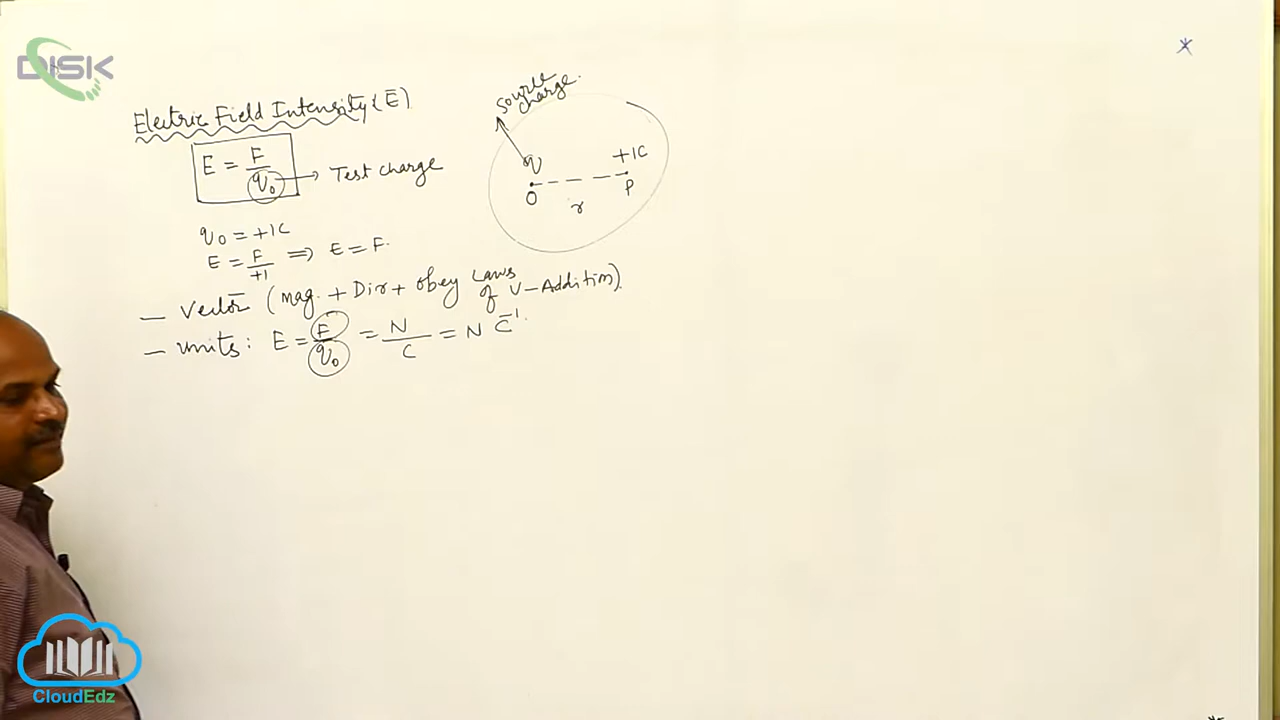 DISK
Electric Field Intensity (E̅)
E = F/q₀ → Test charge
q₀ = +1C
E = F/+1 ⟹ E = F.
– Vector (mag. + Dir + obey Laws of V-Addition).
– units: E = F/q₀ = N/C = N C⁻¹.
source charge.
q +1C
O P
r
CloudEdz